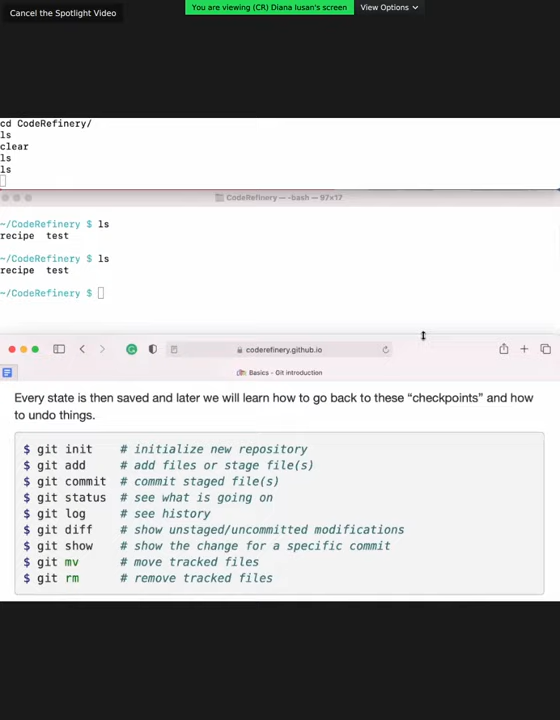 Cancel the Spotlight Video
You are viewing (CR) Diana Iusan's screen
View Options
cd CodeRefinery/
ls
clear
ls
ls
CodeRefinery — -bash — 97×17
~/CodeRefinery $ ls
recipe test
~/CodeRefinery $ ls
recipe test
~/CodeRefinery $
coderefinery.github.io
Basics - Git introduction
Every state is then saved and later we will learn how to go back to these “checkpoints” and how
to undo things.
$ git init # initialize new repository
$ git add # add files or stage file(s)
$ git commit # commit staged file(s)
$ git status # see what is going on
$ git log # see history
$ git diff # show unstaged/uncommitted modifications
$ git show # show the change for a specific commit
$ git mv # move tracked files
$ git rm # remove tracked files